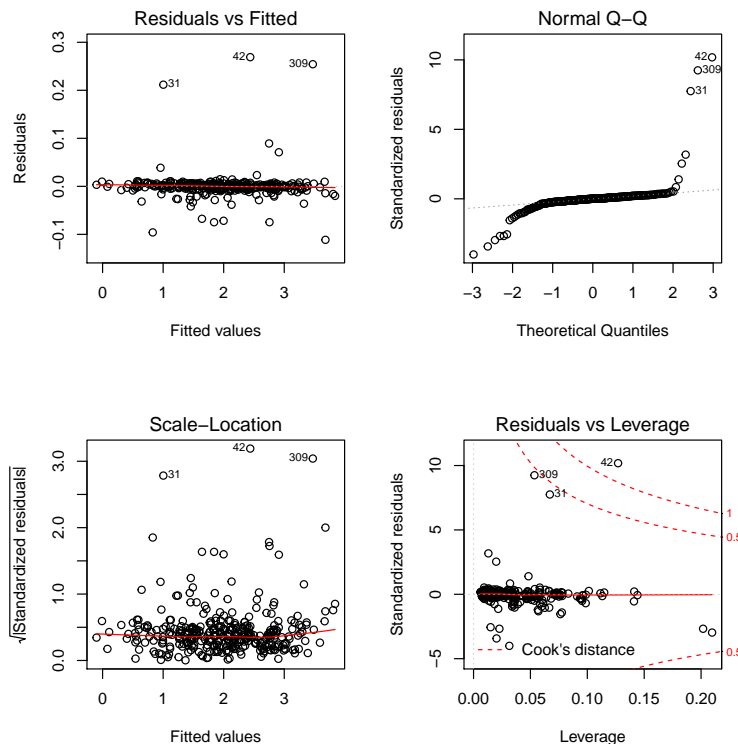 Residuals vs Fitted
Residuals
0.3
0.2
0.1
0.0
−0.1
42
309
31
0 1 2 3
Fitted values
Normal Q−Q
Standardized residuals
10
5
0
42
309
31
−3 −2 −1 0 1 2 3
Theoretical Quantiles
Scale−Location
√|Standardized residuals|
3.0
2.0
1.0
0.0
42
309
31
0 1 2 3
Fitted values
Residuals vs Leverage
Standardized residuals
10
5
0
−5
42
309
31
1
0.5
0.5
Cook's distance
0.00 0.05 0.10 0.15 0.20
Leverage